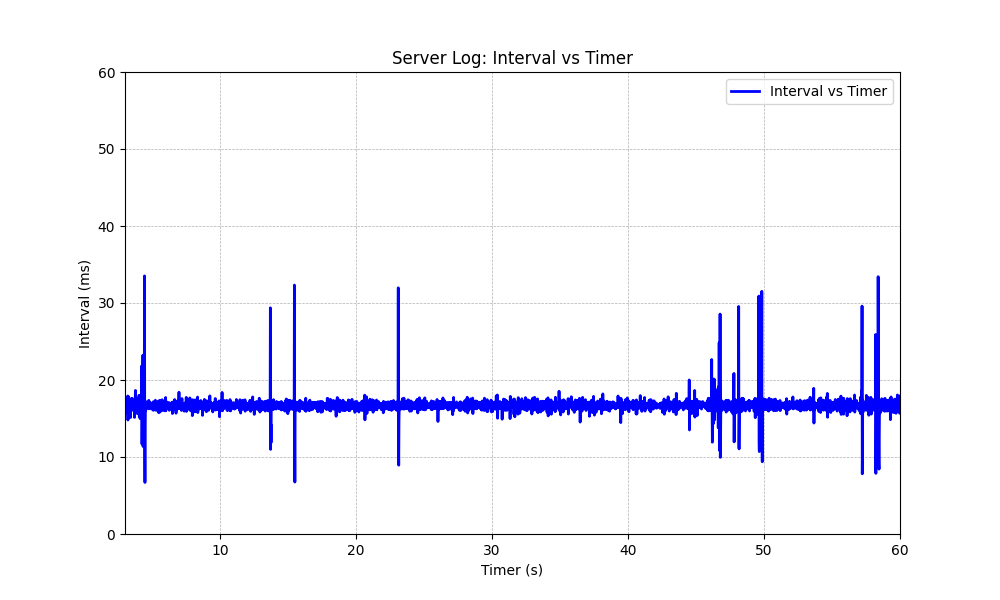 Server Log: Interval vs Timer
Interval vs Timer
60
50
40
30
20
10
0
Interval (ms)
10 20 30 40 50 60
Timer (s)